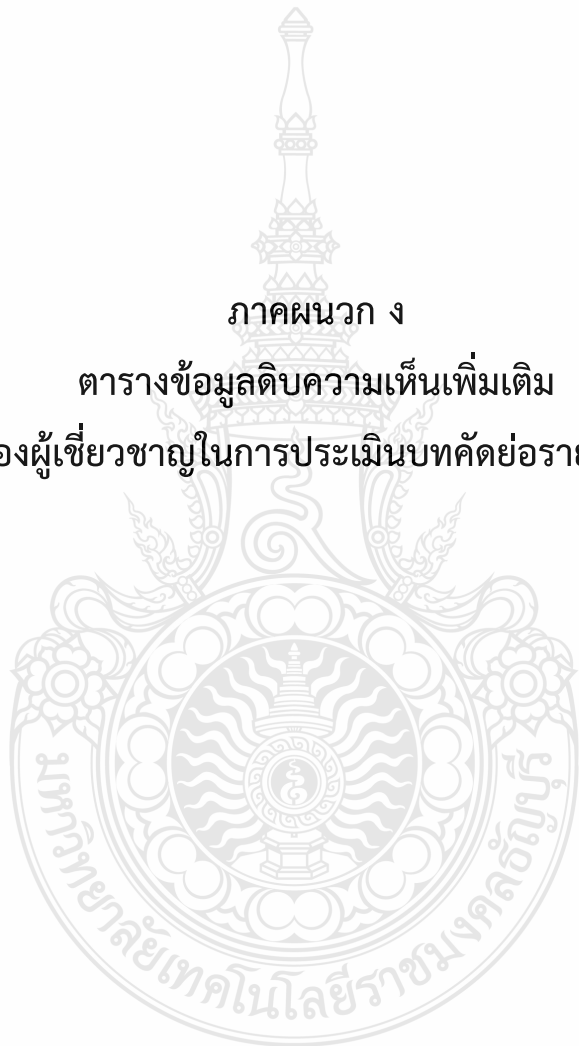 ภาคผนวก ง
ตารางข้อมูลดิบความเห็นเพิ่มเติม
องผู้เชี่ยวชาญในการประเมินบทคัดย่อราย
มหาวิทยาลัยเทคโนโลยีราชมงคลธัญบุรี